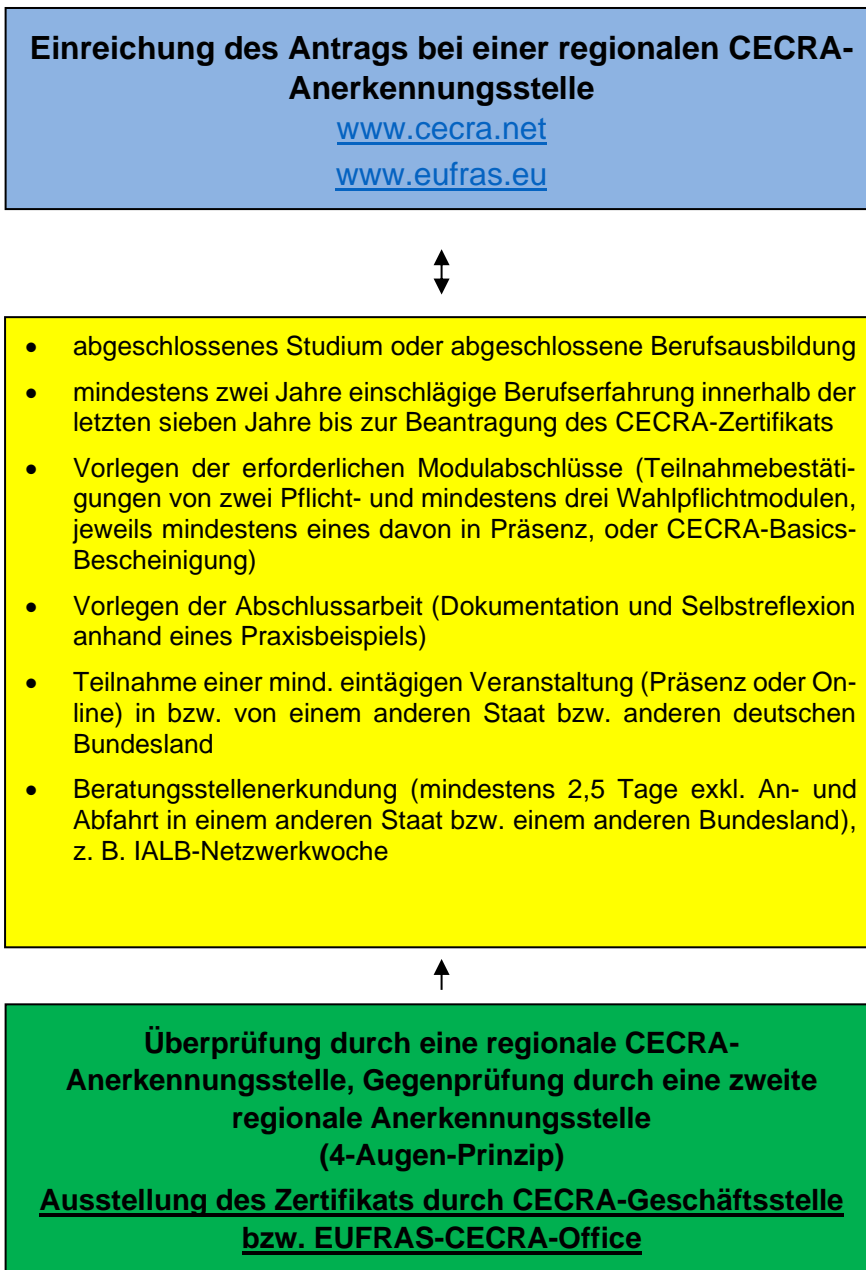 Einreichung des Antrags bei einer regionalen CECRA-
Anerkennungsstelle
www.cecra.net
www.eufras.eu
• abgeschlossenes Studium oder abgeschlossene Berufsausbildung
• mindestens zwei Jahre einschlägige Berufserfahrung innerhalb der
letzten sieben Jahre bis zur Beantragung des CECRA-Zertifikats
• Vorlegen der erforderlichen Modulabschlüsse (Teilnahmebestäti-
gungen von zwei Pflicht- und mindestens drei Wahlpflichtmodulen,
jeweils mindestens eines davon in Präsenz, oder CECRA-Basics-
Bescheinigung)
• Vorlegen der Abschlussarbeit (Dokumentation und Selbstreflexion
anhand eines Praxisbeispiels)
• Teilnahme einer mind. eintägigen Veranstaltung (Präsenz oder On-
line) in bzw. von einem anderen Staat bzw. anderen deutschen
Bundesland
• Beratungsstellenerkundung (mindestens 2,5 Tage exkl. An- und
Abfahrt in einem anderen Staat bzw. einem anderen Bundesland),
z. B. IALB-Netzwerkwoche
Überprüfung durch eine regionale CECRA-
Anerkennungsstelle, Gegenprüfung durch eine zweite
regionale Anerkennungsstelle
(4-Augen-Prinzip)
Ausstellung des Zertifikats durch CECRA-Geschäftsstelle
bzw. EUFRAS-CECRA-Office